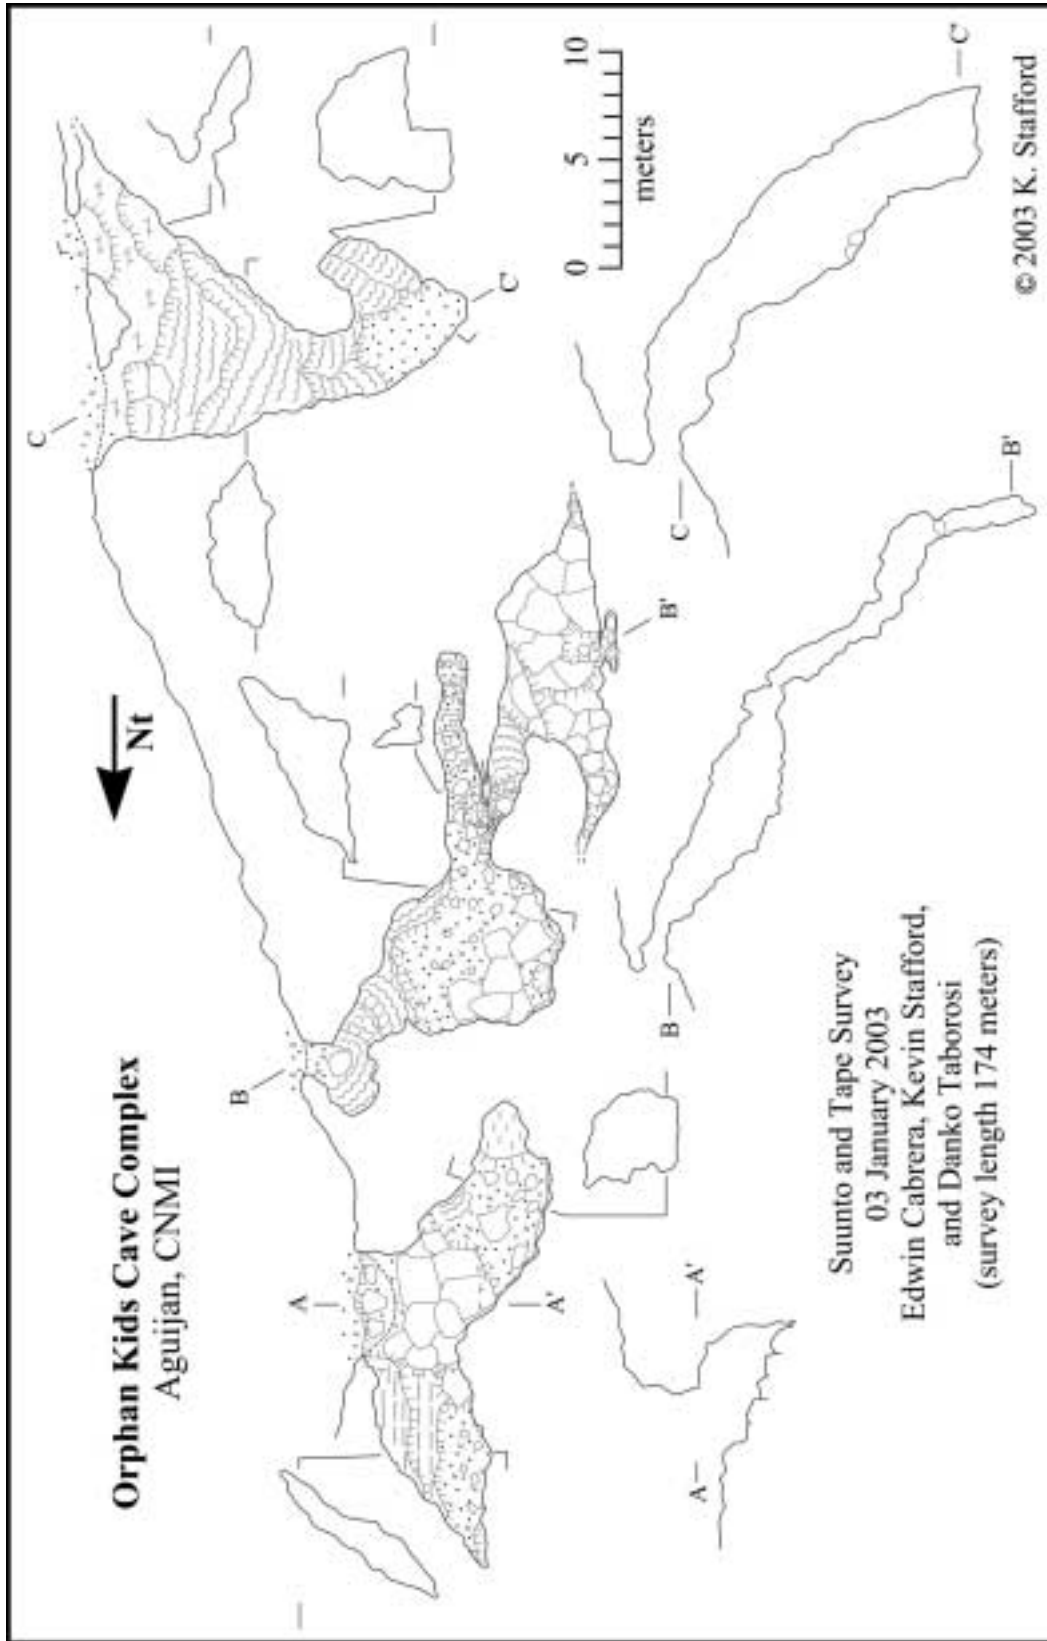 Orphan Kids Cave Complex
Aguijan, CNMI
Nt
A
A'
B
B'
C
C'
A
A'
B
B'
C
C'
0 5 10
meters
Suunto and Tape Survey
03 January 2003
Edwin Cabrera, Kevin Stafford,
and Danko Taborosi
(survey length 174 meters)
©2003 K. Stafford